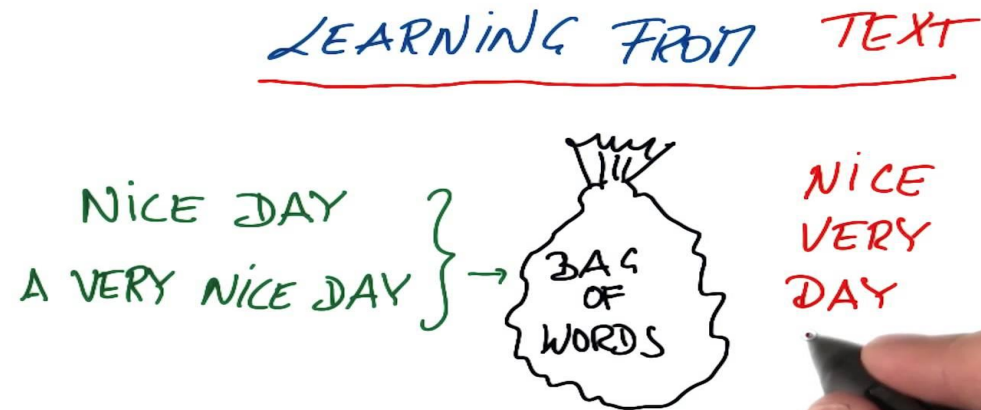 LEARNING FROM TEXT
NICE DAY
A VERY NICE DAY
BAG
OF
WORDS
NICE
VERY
DAY